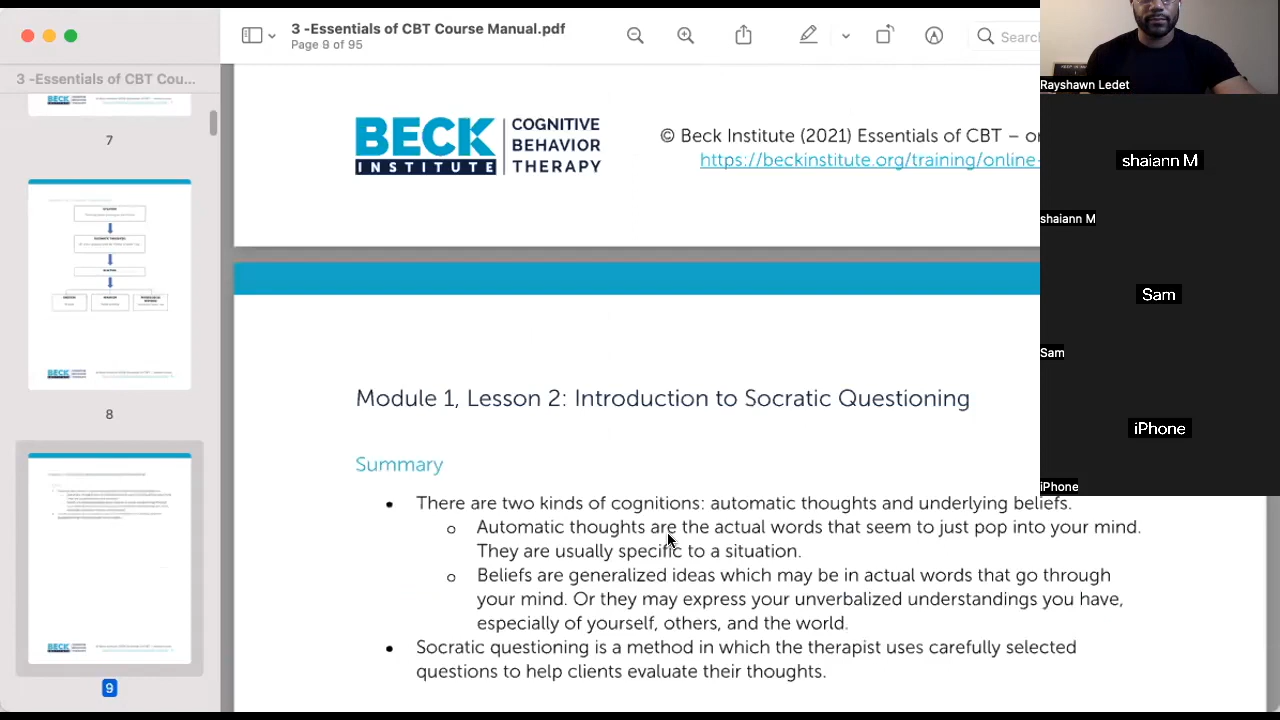 3 -Essentials of CBT Course Manual.pdf
Page 9 of 95
Search
3 -Essentials of CBT Cou...
7
8
9
BECK INSTITUTE
COGNITIVE
BEHAVIOR
THERAPY
© Beck Institute (2021) Essentials of CBT –
https://beckinstitute.org/training/online-
Module 1, Lesson 2: Introduction to Socratic Questioning
Summary
• There are two kinds of cognitions: automatic thoughts and underlying beliefs.
o Automatic thoughts are the actual words that seem to just pop into your mind.
They are usually specific to a situation.
o Beliefs are generalized ideas which may be in actual words that go through
your mind. Or they may express your unverbalized understandings you have,
especially of yourself, others, and the world.
• Socratic questioning is a method in which the therapist uses carefully selected
questions to help clients evaluate their thoughts.
Rayshawn Ledet
shaiann M
shaiann M
Sam
Sam
iPhone
iPhone